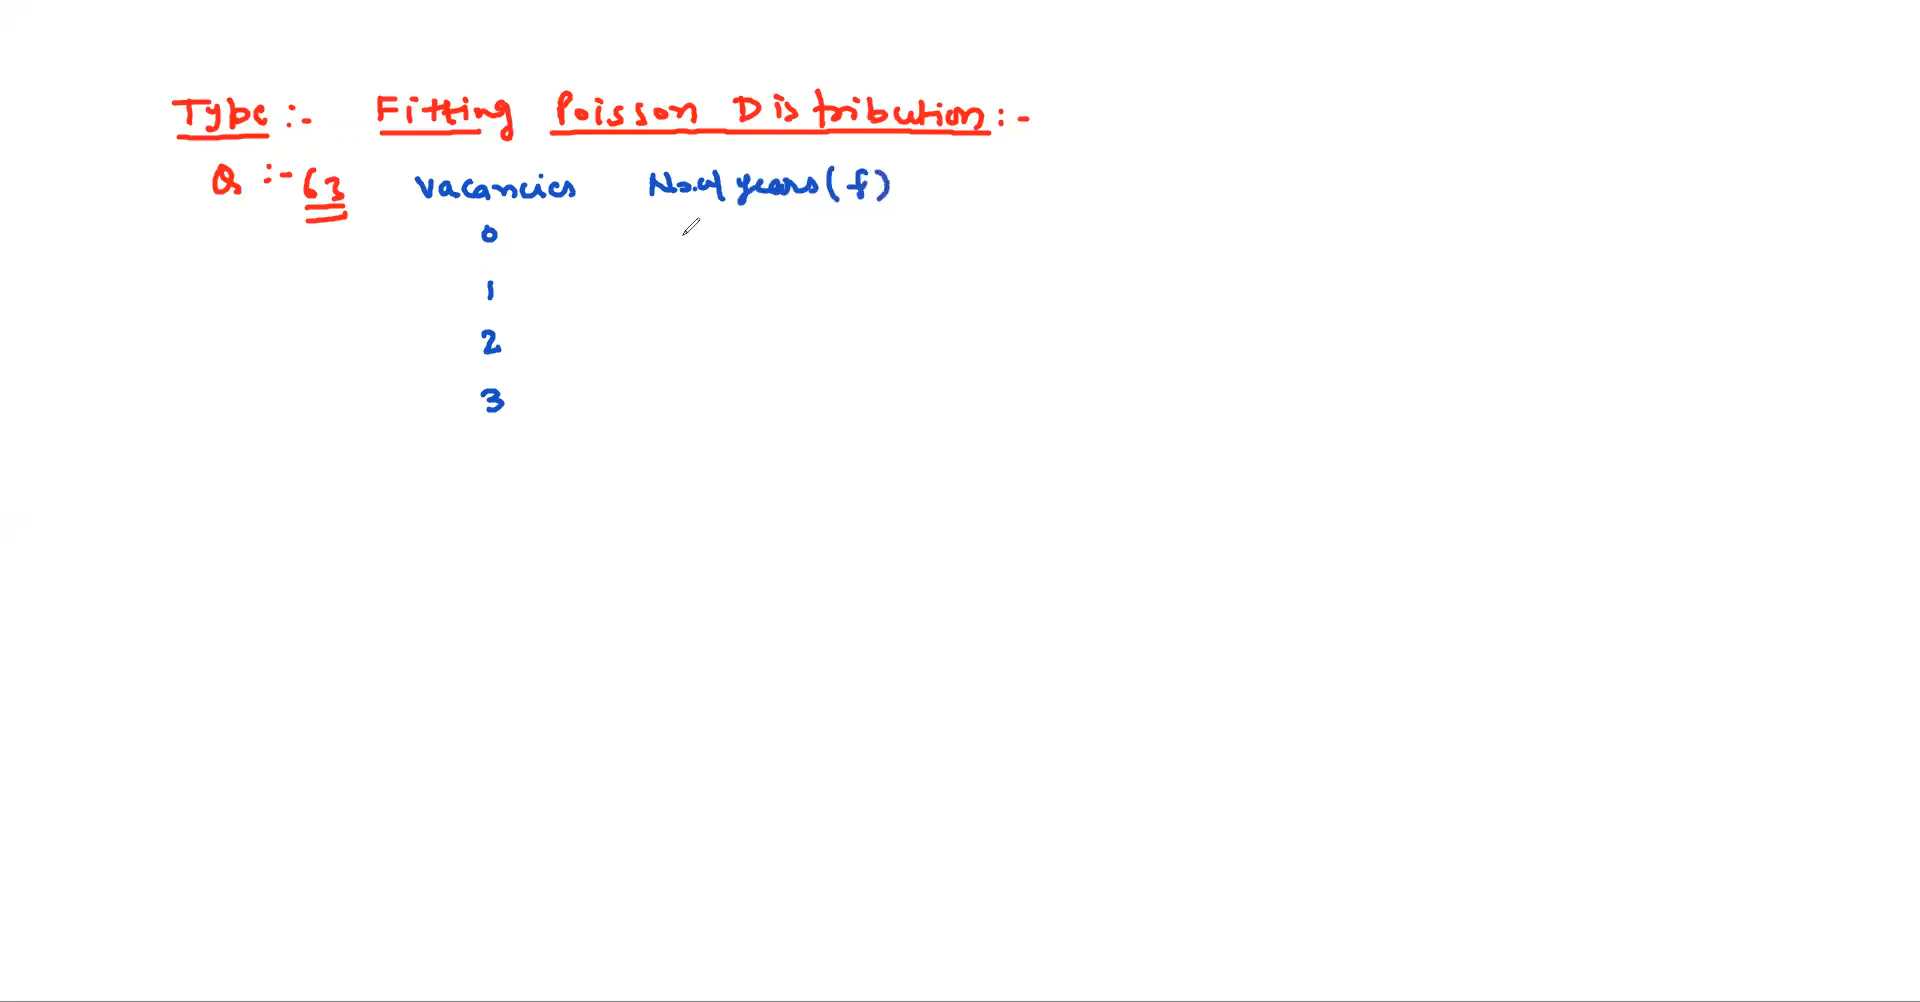 Type :- Fitting Poisson Distribution :-
Q :- 63 vacancies No.of years (f)
0
1
2
3